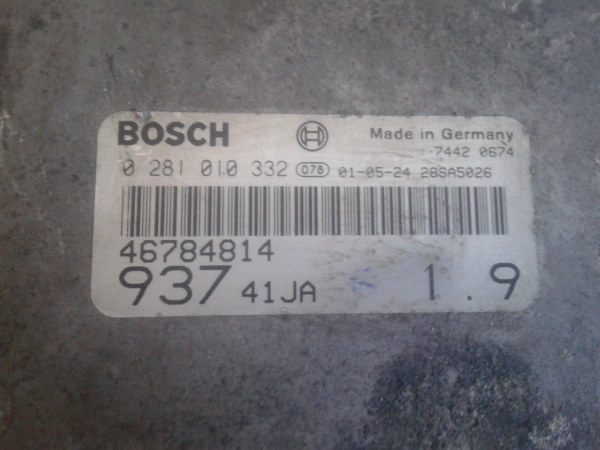 BOSCH Made in Germany
7442 0674
0 281 010 332 078 01-05-24 28SA5026
46784814
937 41JA 1.9